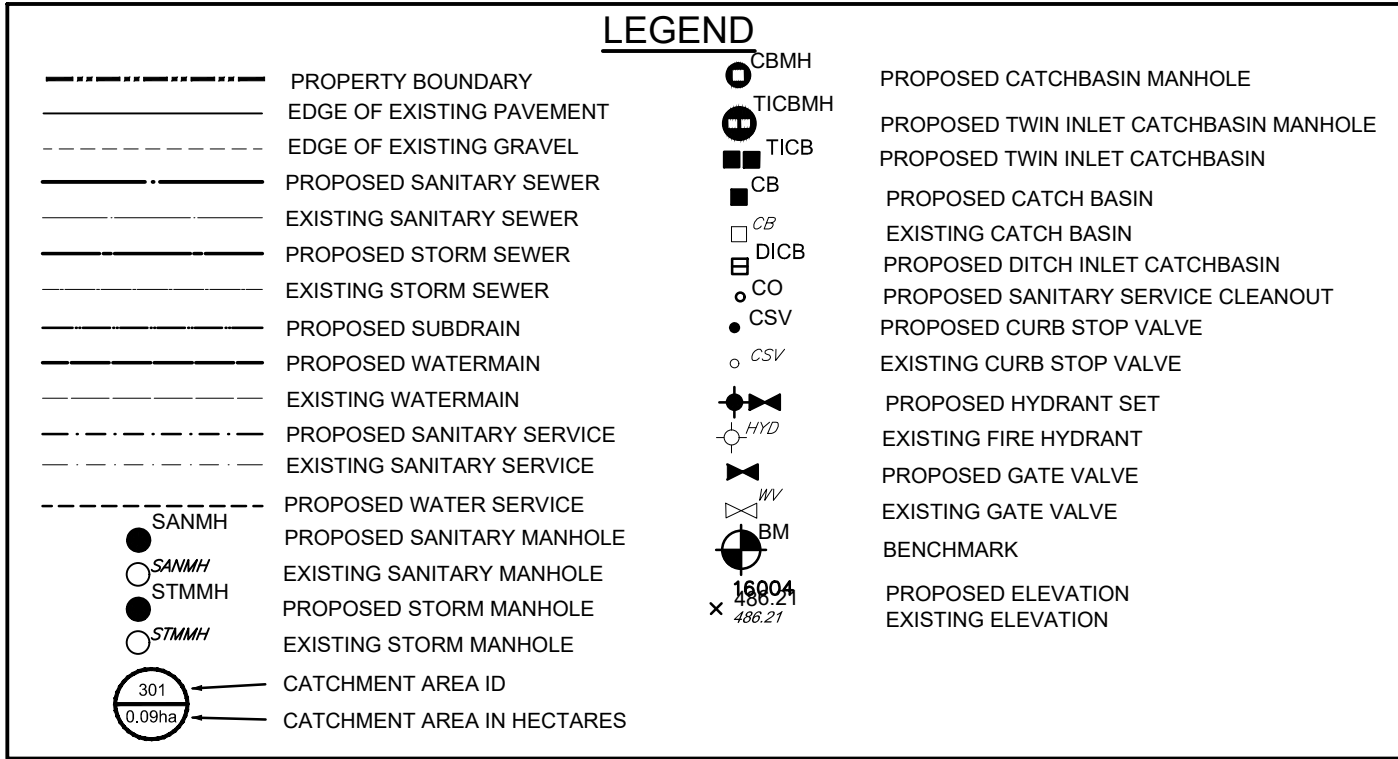 LEGEND
PROPERTY BOUNDARY
EDGE OF EXISTING PAVEMENT
EDGE OF EXISTING GRAVEL
PROPOSED SANITARY SEWER
EXISTING SANITARY SEWER
PROPOSED STORM SEWER
EXISTING STORM SEWER
PROPOSED SUBDRAIN
PROPOSED WATERMAIN
EXISTING WATERMAIN
PROPOSED SANITARY SERVICE
EXISTING SANITARY SERVICE
PROPOSED WATER SERVICE
SANMH PROPOSED SANITARY MANHOLE
SANMH EXISTING SANITARY MANHOLE
STMMH PROPOSED STORM MANHOLE
STMMH EXISTING STORM MANHOLE
301 CATCHMENT AREA ID
0.09ha CATCHMENT AREA IN HECTARES
CBMH PROPOSED CATCHBASIN MANHOLE
TICBMH PROPOSED TWIN INLET CATCHBASIN MANHOLE
TICB PROPOSED TWIN INLET CATCHBASIN
CB PROPOSED CATCH BASIN
CB EXISTING CATCH BASIN
DICB PROPOSED DITCH INLET CATCHBASIN
CO PROPOSED SANITARY SERVICE CLEANOUT
CSV PROPOSED CURB STOP VALVE
CSV EXISTING CURB STOP VALVE
PROPOSED HYDRANT SET
HYD EXISTING FIRE HYDRANT
PROPOSED GATE VALVE
WV EXISTING GATE VALVE
BM BENCHMARK
16004
486.21 PROPOSED ELEVATION
486.21 EXISTING ELEVATION